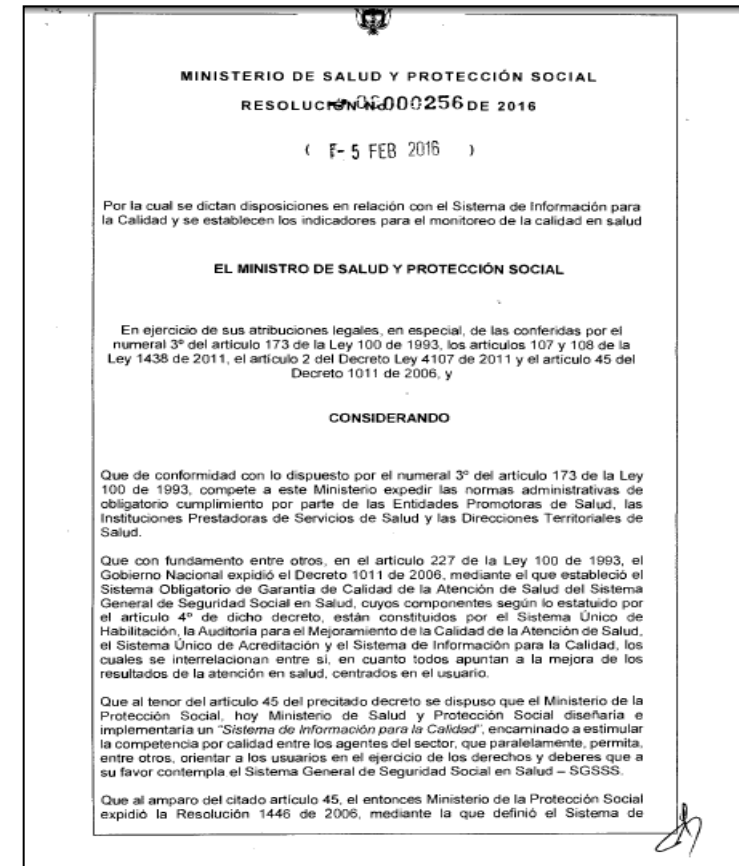 MINISTERIO DE SALUD Y PROTECCIÓN SOCIAL
RESOLUCIÓN No. 00000256 DE 2016
( - 5 FEB 2016 )
Por la cual se dictan disposiciones en relación con el Sistema de Información para
la Calidad y se establecen los indicadores para el monitoreo de la calidad en salud
EL MINISTRO DE SALUD Y PROTECCIÓN SOCIAL
En ejercicio de sus atribuciones legales, en especial, de las conferidas por el
numeral 3º del artículo 173 de la Ley 100 de 1993, los artículos 107 y 108 de la
Ley 1438 de 2011, el artículo 2 del Decreto Ley 4107 de 2011 y el artículo 45 del
Decreto 1011 de 2006, y
CONSIDERANDO
Que de conformidad con lo dispuesto por el numeral 3º del artículo 173 de la Ley
100 de 1993, compete a este Ministerio expedir las normas administrativas de
obligatorio cumplimiento por parte de las Entidades Promotoras de Salud, las
Instituciones Prestadoras de Servicios de Salud y las Direcciones Territoriales de
Salud.
Que con fundamento entre otros, en el artículo 227 de la Ley 100 de 1993, el
Gobierno Nacional expidió el Decreto 1011 de 2006, mediante el que estableció el
Sistema Obligatorio de Garantía de Calidad de la Atención de Salud del Sistema
General de Seguridad Social en Salud, cuyos componentes según lo estatuido por
el artículo 4º de dicho decreto, están constituidos por el Sistema Único de
Habilitación, la Auditoría para el Mejoramiento de la Calidad de la Atención de Salud,
el Sistema Único de Acreditación y el Sistema de Información para la Calidad, los
cuales se interrelacionan entre si, en cuanto todos apuntan a la mejora de los
resultados de la atención en salud, centrados en el usuario.
Que al tenor del artículo 45 del precitado decreto se dispuso que el Ministerio de la
Protección Social, hoy Ministerio de Salud y Protección Social diseñaría e
implementaría un "Sistema de Información para la Calidad", encaminado a estimular
la competencia por calidad entre los agentes del sector, que paralelamente, permita,
entre otros, orientar a los usuarios en el ejercicio de los derechos y deberes que a
su favor contempla el Sistema General de Seguridad Social en Salud – SGSSS.
Que al amparo del citado artículo 45, el entonces Ministerio de la Protección Social
expidió la Resolución 1446 de 2006, mediante la que definió el Sistema de